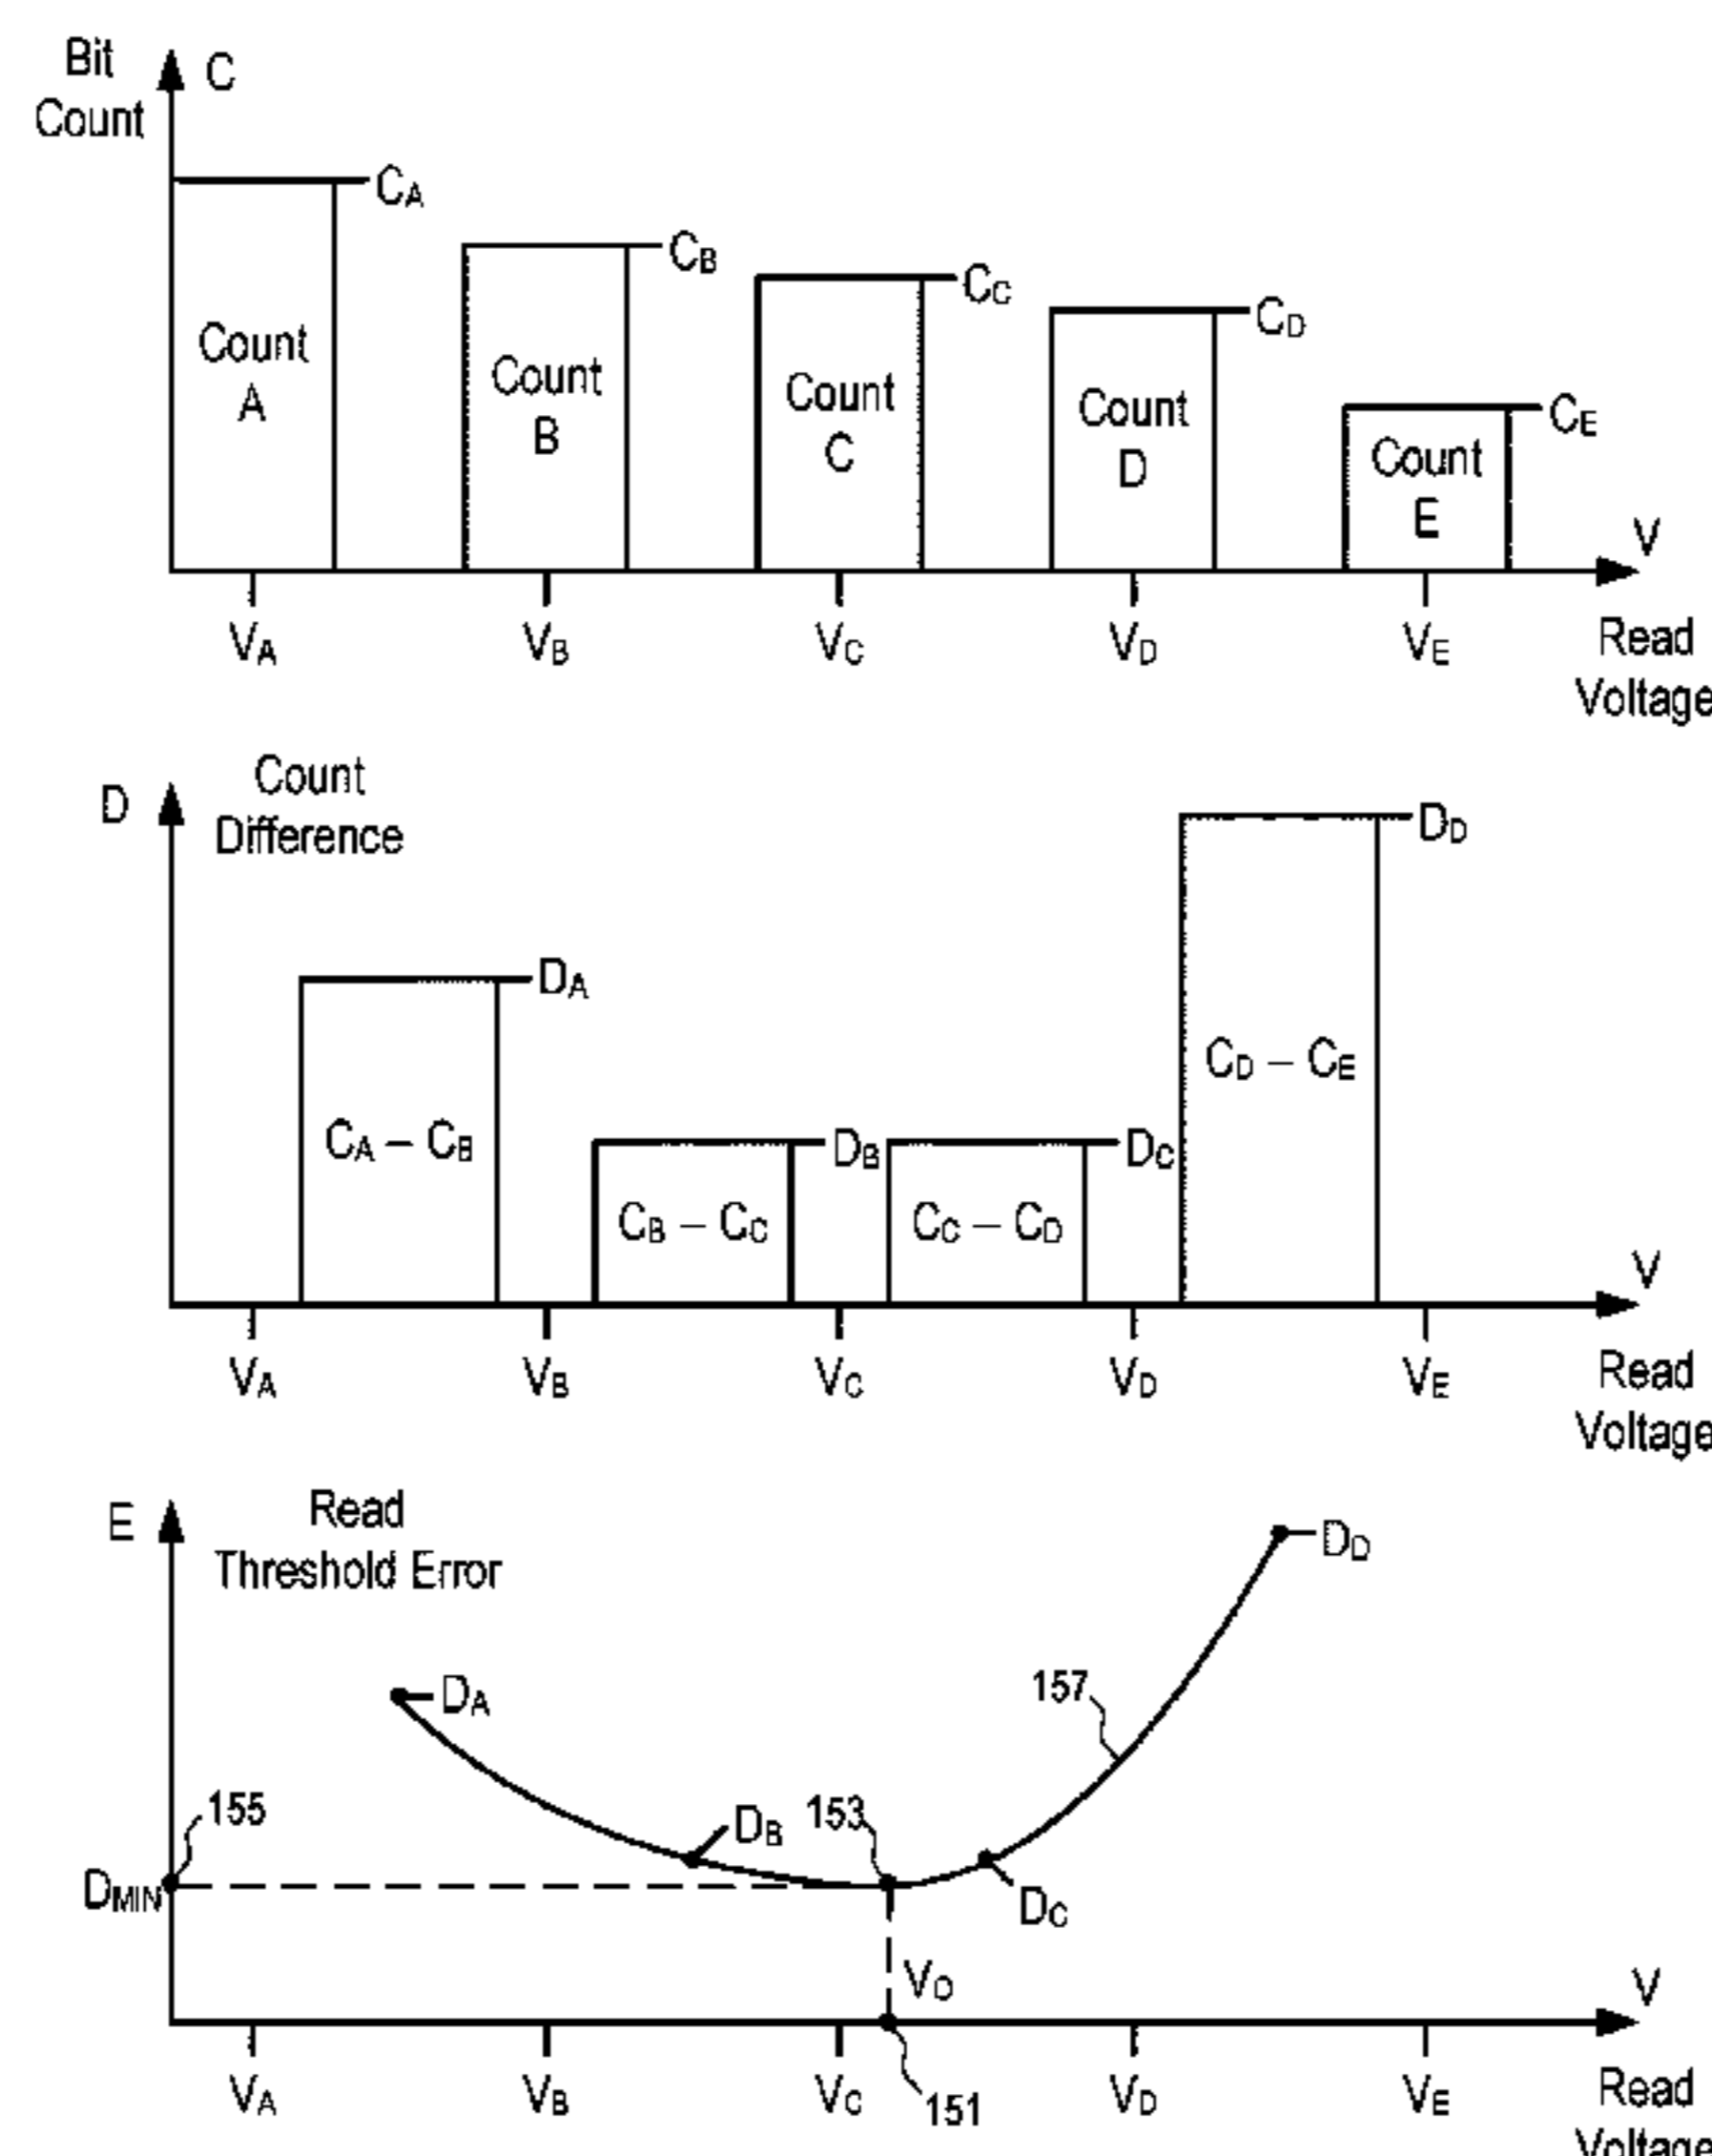 Bit
Count
C
CA
CB
CC
CD
CE
Count
A
Count
B
Count
C
Count
D
Count
E
V
VA
VB
VC
VD
VE
Read
Voltage
D
Count
Difference
DD
DA
CD – CE
CA – CB
DB
DC
CB – CC
CC – CD
V
VA
VB
VC
VD
VE
Read
Voltage
E
Read
Threshold Error
DD
DA
157
155
DB
153
DMIN
DC
VO
V
VA
VB
VC
VD
VE
151
Read
Voltage